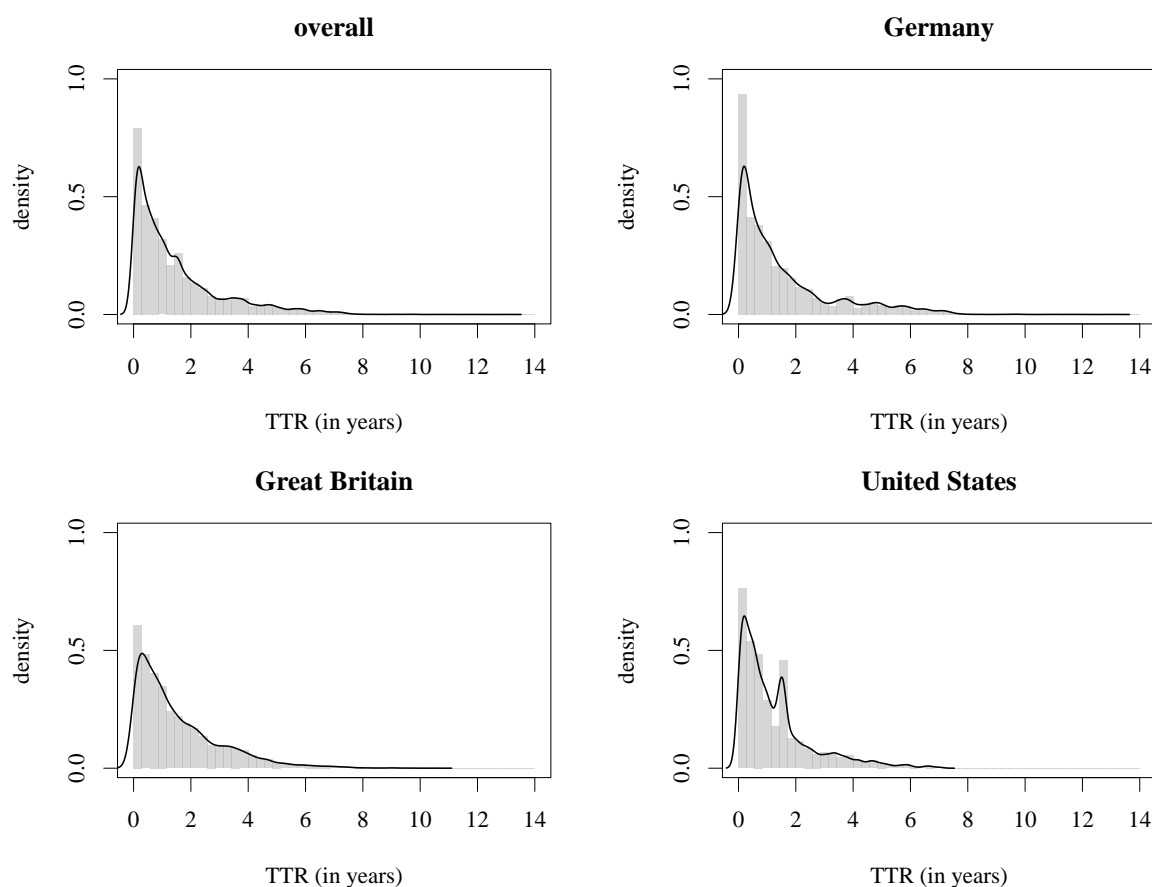 overall
density
0.0 0.5 1.0
0 2 4 6 8 10 12 14
TTR (in years)
Germany
density
0.0 0.5 1.0
0 2 4 6 8 10 12 14
TTR (in years)
Great Britain
density
0.0 0.5 1.0
0 2 4 6 8 10 12 14
TTR (in years)
United States
density
0.0 0.5 1.0
0 2 4 6 8 10 12 14
TTR (in years)